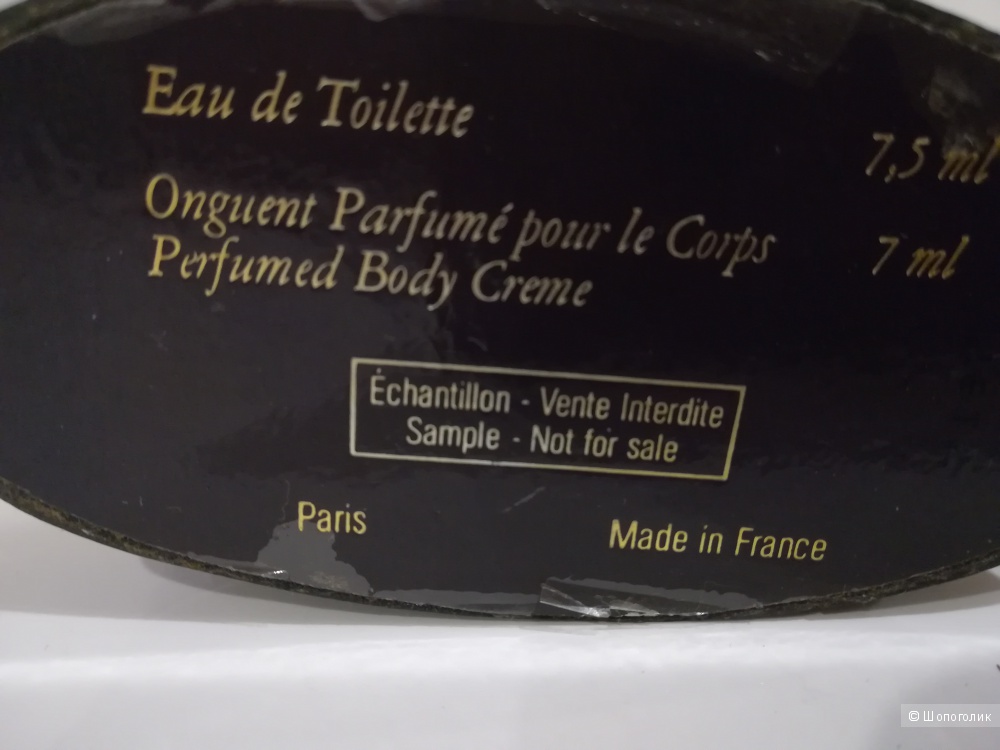 Eau de Toilette 7,5 ml
Onguent Parfumé pour le Corps 7 ml
Perfumed Body Creme
Échantillon - Vente Interdite
Sample - Not for sale
Paris Made in France
© Шопоголик